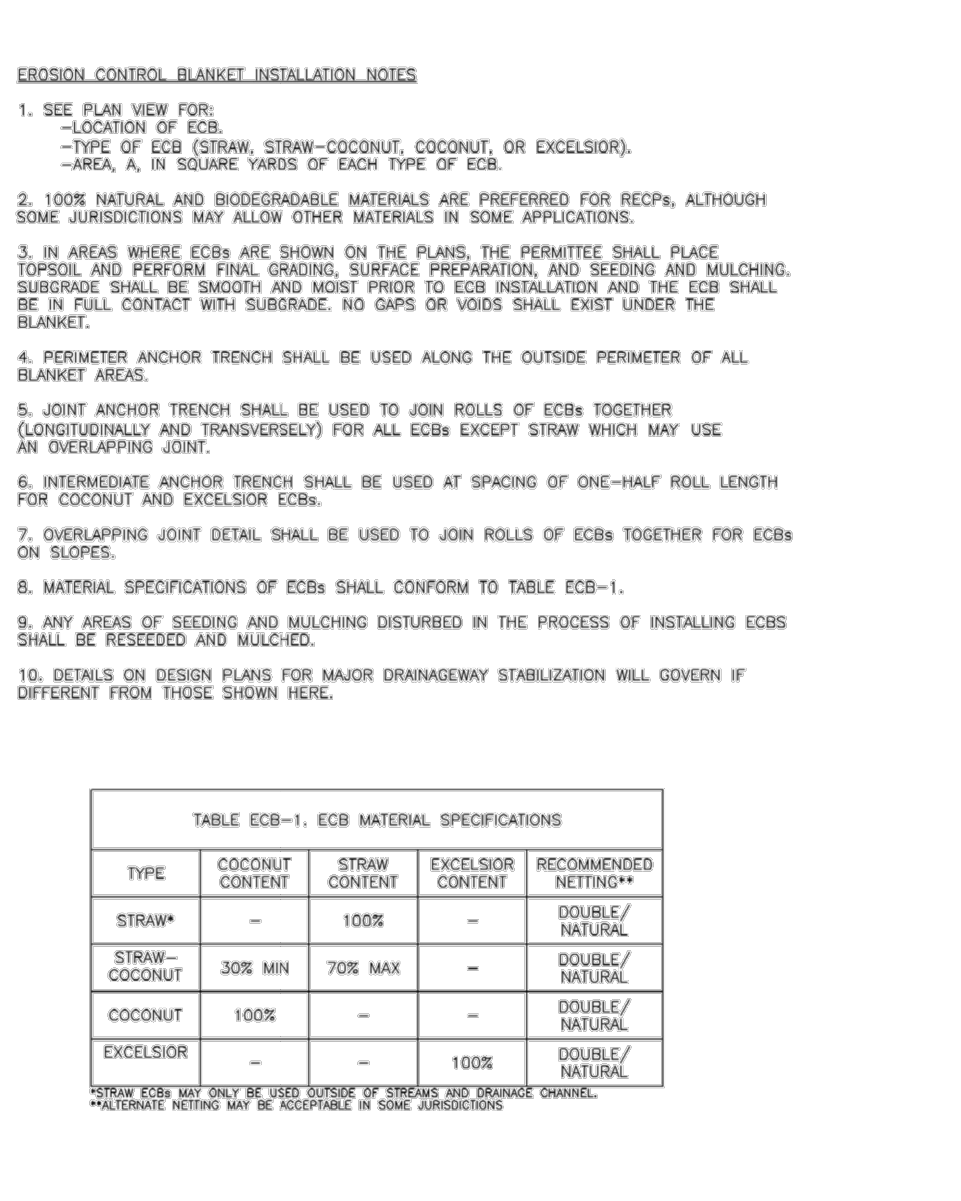 EROSION CONTROL BLANKET INSTALLATION NOTES
1. SEE PLAN VIEW FOR:
-LOCATION OF ECB.
-TYPE OF ECB (STRAW, STRAW-COCONUT, COCONUT, OR EXCELSIOR).
-AREA, A, IN SQUARE YARDS OF EACH TYPE OF ECB.
2. 100% NATURAL AND BIODEGRADABLE MATERIALS ARE PREFERRED FOR RECPs, ALTHOUGH
SOME JURISDICTIONS MAY ALLOW OTHER MATERIALS IN SOME APPLICATIONS.
3. IN AREAS WHERE ECBs ARE SHOWN ON THE PLANS, THE PERMITTEE SHALL PLACE
TOPSOIL AND PERFORM FINAL GRADING, SURFACE PREPARATION, AND SEEDING AND MULCHING.
SUBGRADE SHALL BE SMOOTH AND MOIST PRIOR TO ECB INSTALLATION AND THE ECB SHALL
BE IN FULL CONTACT WITH SUBGRADE. NO GAPS OR VOIDS SHALL EXIST UNDER THE
BLANKET.
4. PERIMETER ANCHOR TRENCH SHALL BE USED ALONG THE OUTSIDE PERIMETER OF ALL
BLANKET AREAS.
5. JOINT ANCHOR TRENCH SHALL BE USED TO JOIN ROLLS OF ECBs TOGETHER
(LONGITUDINALLY AND TRANSVERSELY) FOR ALL ECBs EXCEPT STRAW WHICH MAY USE
AN OVERLAPPING JOINT.
6. INTERMEDIATE ANCHOR TRENCH SHALL BE USED AT SPACING OF ONE-HALF ROLL LENGTH
FOR COCONUT AND EXCELSIOR ECBs.
7. OVERLAPPING JOINT DETAIL SHALL BE USED TO JOIN ROLLS OF ECBs TOGETHER FOR ECBs
ON SLOPES.
8. MATERIAL SPECIFICATIONS OF ECBs SHALL CONFORM TO TABLE ECB-1.
9. ANY AREAS OF SEEDING AND MULCHING DISTURBED IN THE PROCESS OF INSTALLING ECBS
SHALL BE RESEEDED AND MULCHED.
10. DETAILS ON DESIGN PLANS FOR MAJOR DRAINAGEWAY STABILIZATION WILL GOVERN IF
DIFFERENT FROM THOSE SHOWN HERE.
TABLE ECB-1. ECB MATERIAL SPECIFICATIONS
TYPE
COCONUT
CONTENT
STRAW
CONTENT
EXCELSIOR
CONTENT
RECOMMENDED
NETTING**
STRAW*
-
100%
-
DOUBLE/
NATURAL
STRAW-
COCONUT
30% MIN
70% MAX
-
DOUBLE/
NATURAL
COCONUT
100%
-
-
DOUBLE/
NATURAL
EXCELSIOR
-
-
100%
DOUBLE/
NATURAL
*STRAW ECBs MAY ONLY BE USED OUTSIDE OF STREAMS AND DRAINAGE CHANNEL.
**ALTERNATE NETTING MAY BE ACCEPTABLE IN SOME JURISDICTIONS